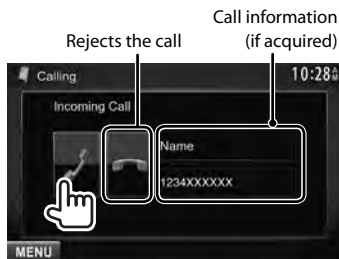 Call information
(if acquired)
Rejects the call
Calling
10:28
Incoming Call
Name
1234XXXXXX
MENU